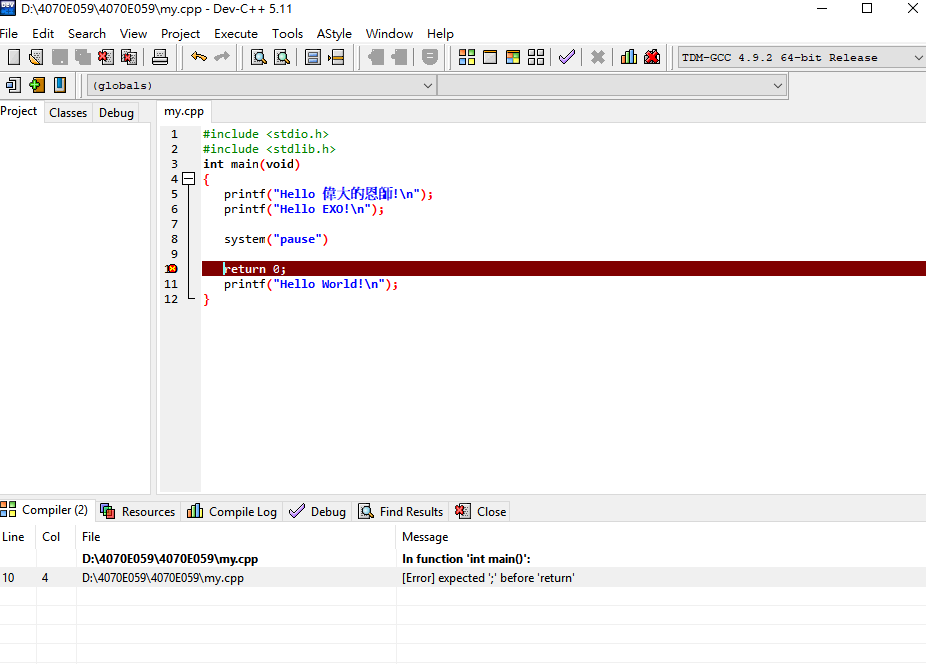 D:\4070E059\my.cpp - Dev-C++ 5.11
File Edit Search View Project Execute Tools AStyle Window Help
TDM-GCC 4.9.2 64-bit Release
(globals)
Project Classes Debug
my.cpp
1 #include <stdio.h>
2 #include <stdlib.h>
3 int main(void)
4 {
5 printf("Hello 偉大的恩師!\n");
6 printf("Hello EXO!\n");
7
8 system("pause")
9
10 return 0;
11 printf("Hello World!\n");
12 }
Compiler (2) Resources Compile Log Debug Find Results Close
Line Col File Message
D:\4070E059\4070E059\my.cpp In function 'int main()':
10 4 D:\4070E059\4070E059\my.cpp [Error] expected ';' before 'return'